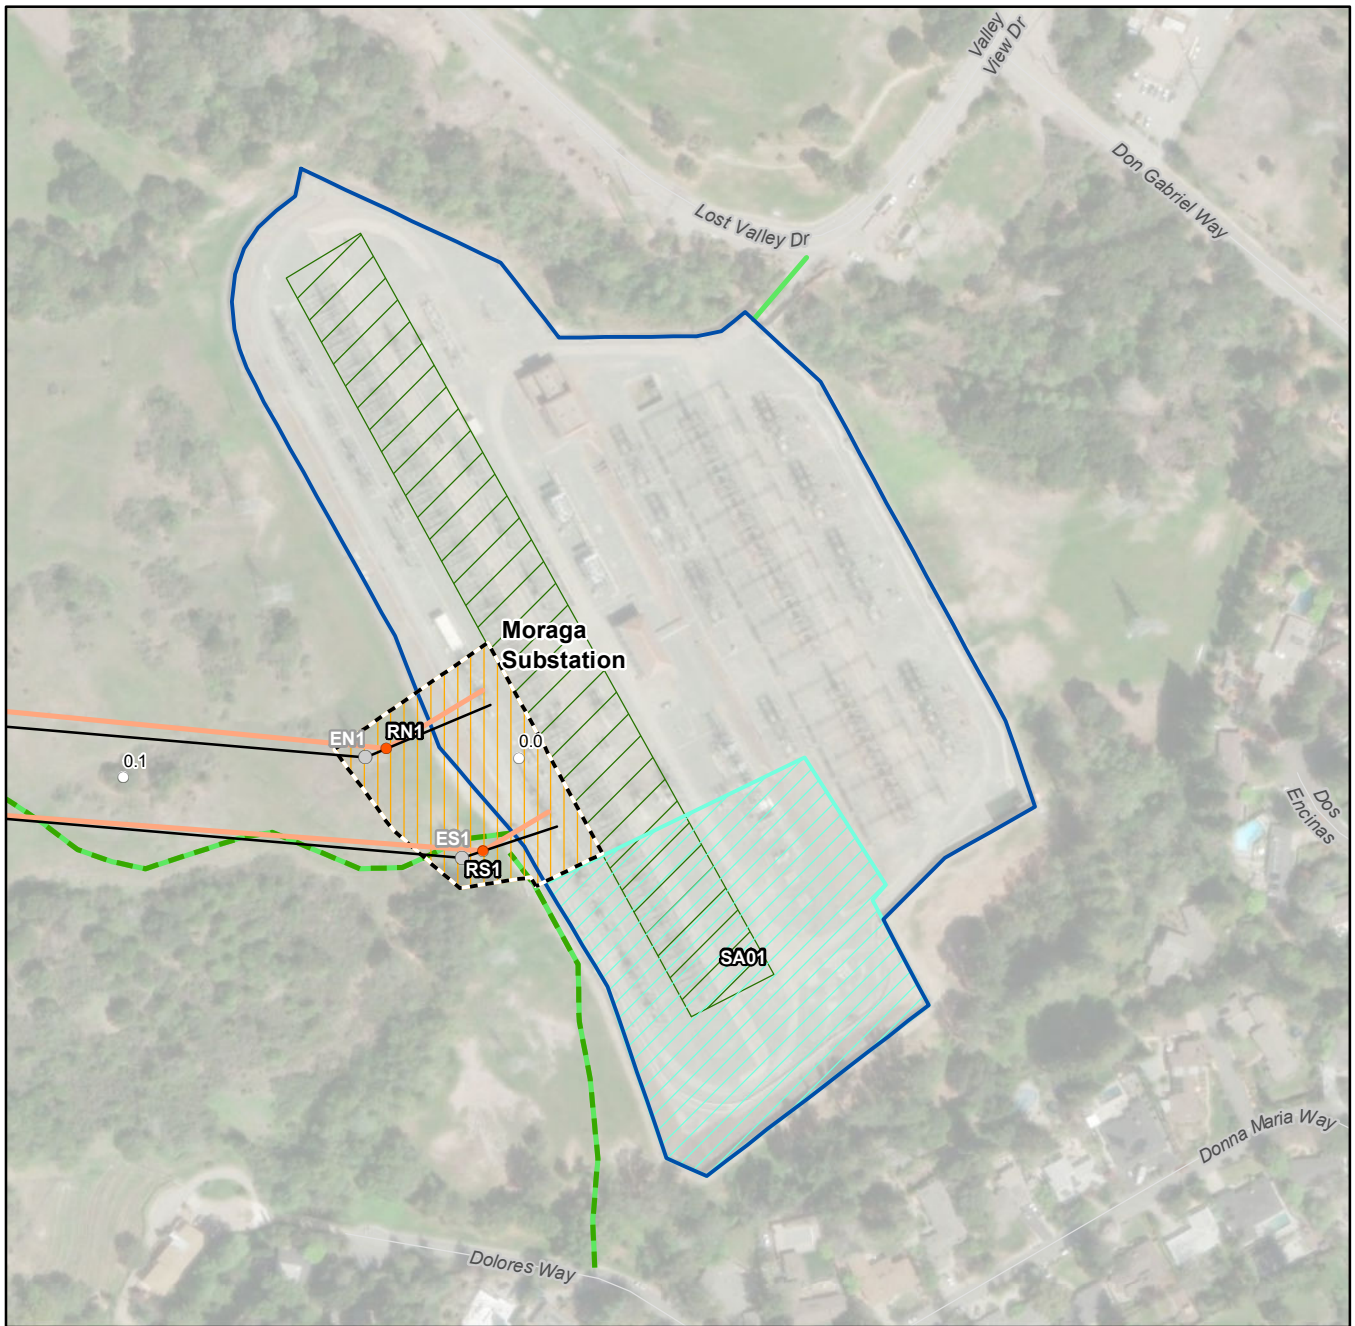 Valley
View Dr
Don Gabriel Way
Lost Valley Dr
Moraga
Substation
EN1
RN1
0.0
0.1
ES1
RS1
Dos
Encinas
SA01
Donna Maria Way
Dolores Way